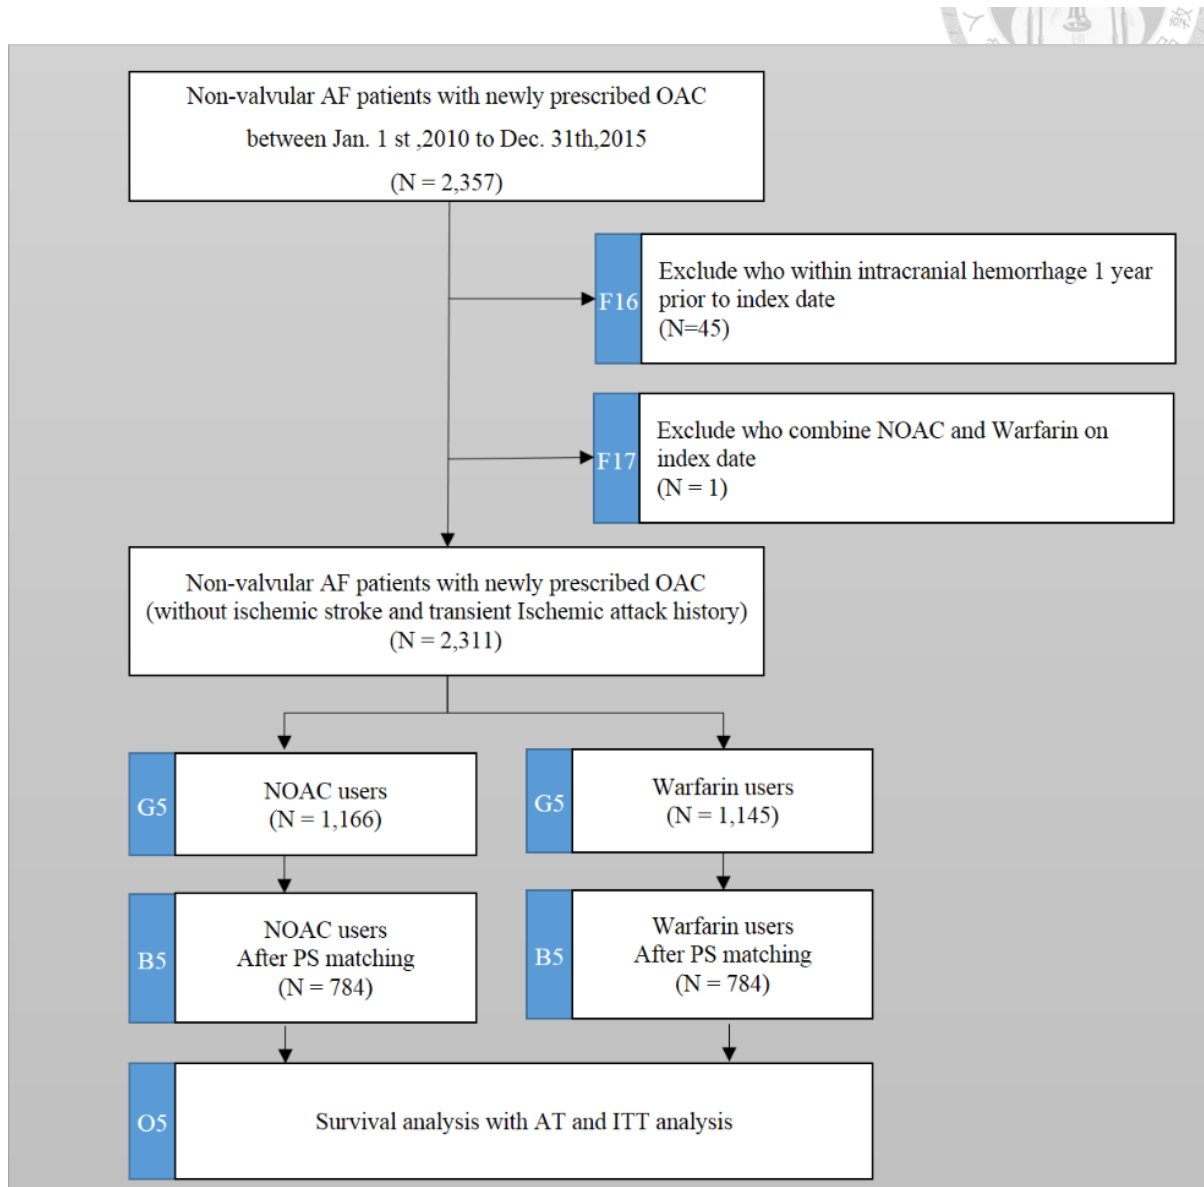 Non-valvular AF patients with newly prescribed OAC
between Jan. 1 st ,2010 to Dec. 31th,2015
(N = 2,357)
F16
Exclude who within intracranial hemorrhage 1 year
prior to index date
(N=45)
F17
Exclude who combine NOAC and Warfarin on
index date
(N = 1)
Non-valvular AF patients with newly prescribed OAC
(without ischemic stroke and transient Ischemic attack history)
(N = 2,311)
G5
NOAC users
(N = 1,166)
G5
Warfarin users
(N = 1,145)
B5
NOAC users
After PS matching
(N = 784)
B5
Warfarin users
After PS matching
(N = 784)
O5
Survival analysis with AT and ITT analysis